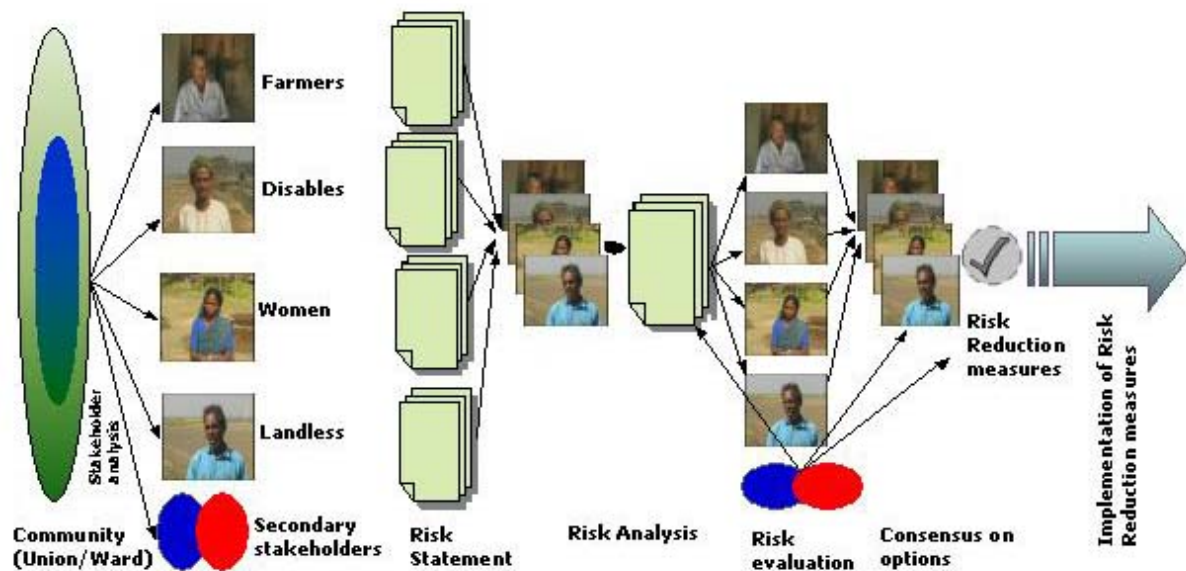 Farmers
Disables
Women
Landless
Stakeholder
analysis
Community
(Union/Ward)
Secondary
stakeholders
Risk
Statement
Risk Analysis
Risk
evaluation
Consensus on
options
Risk
Reduction
measures
Implementation of Risk
Reduction measures